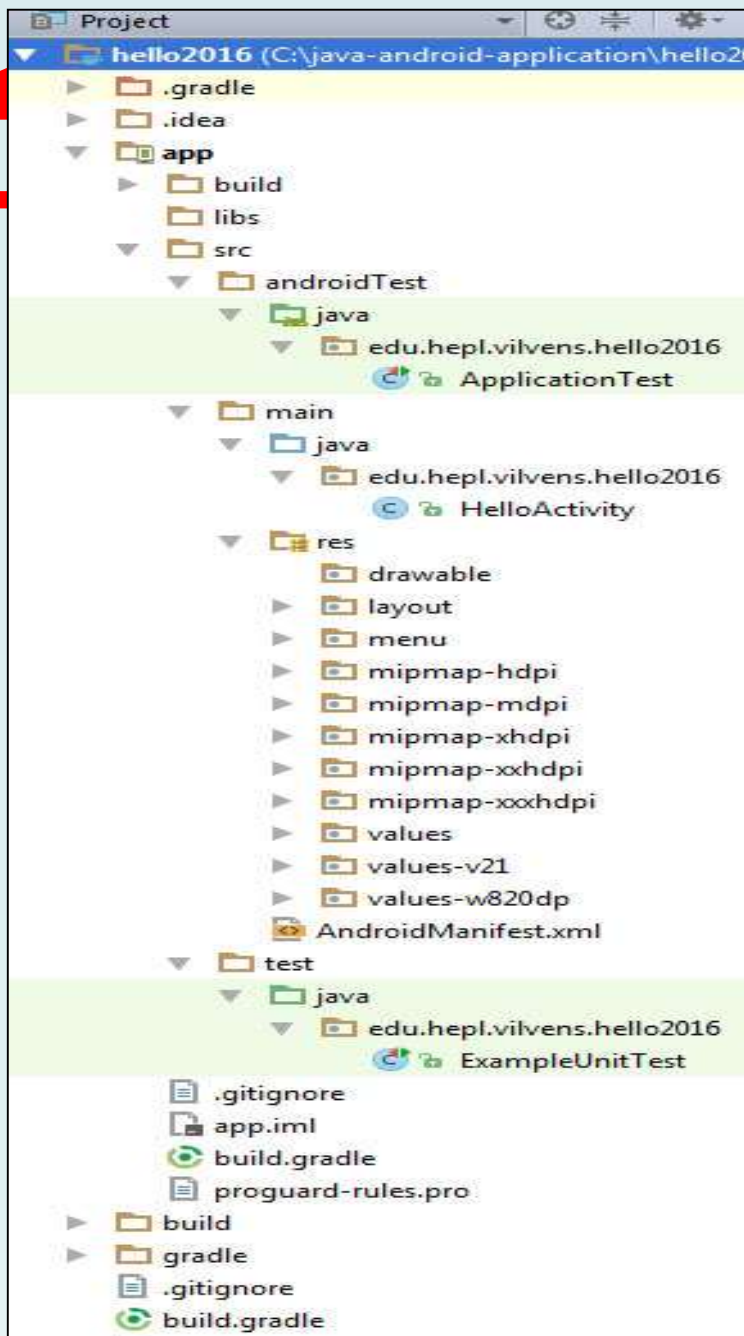 Project
hello2016 (C:\java-android-application\hello2
.gradle
.idea
app
build
libs
src
androidTest
java
edu.hepl.vilvens.hello2016
ApplicationTest
main
java
edu.hepl.vilvens.hello2016
HelloActivity
res
drawable
layout
menu
mipmap-hdpi
mipmap-mdpi
mipmap-xhdpi
mipmap-xxhdpi
mipmap-xxxhdpi
values
values-v21
values-w820dp
AndroidManifest.xml
test
java
edu.hepl.vilvens.hello2016
ExampleUnitTest
.gitignore
app.iml
build.gradle
proguard-rules.pro
build
gradle
.gitignore
build.gradle